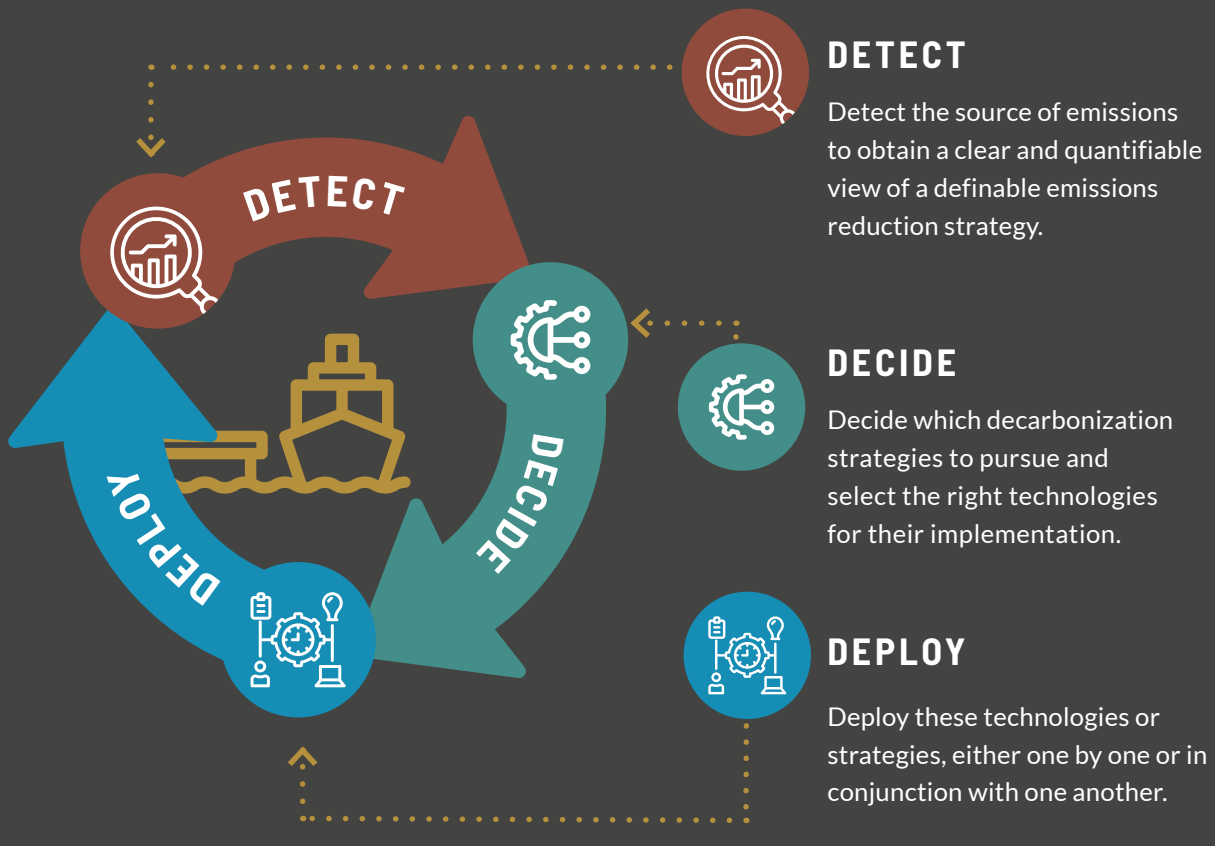 DETECT
DECIDE
DEPLOY
DETECT
Detect the source of emissions
to obtain a clear and quantifiable
view of a definable emissions
reduction strategy.
DECIDE
Decide which decarbonization
strategies to pursue and
select the right technologies
for their implementation.
DEPLOY
Deploy these technologies or
strategies, either one by one or in
conjunction with one another.